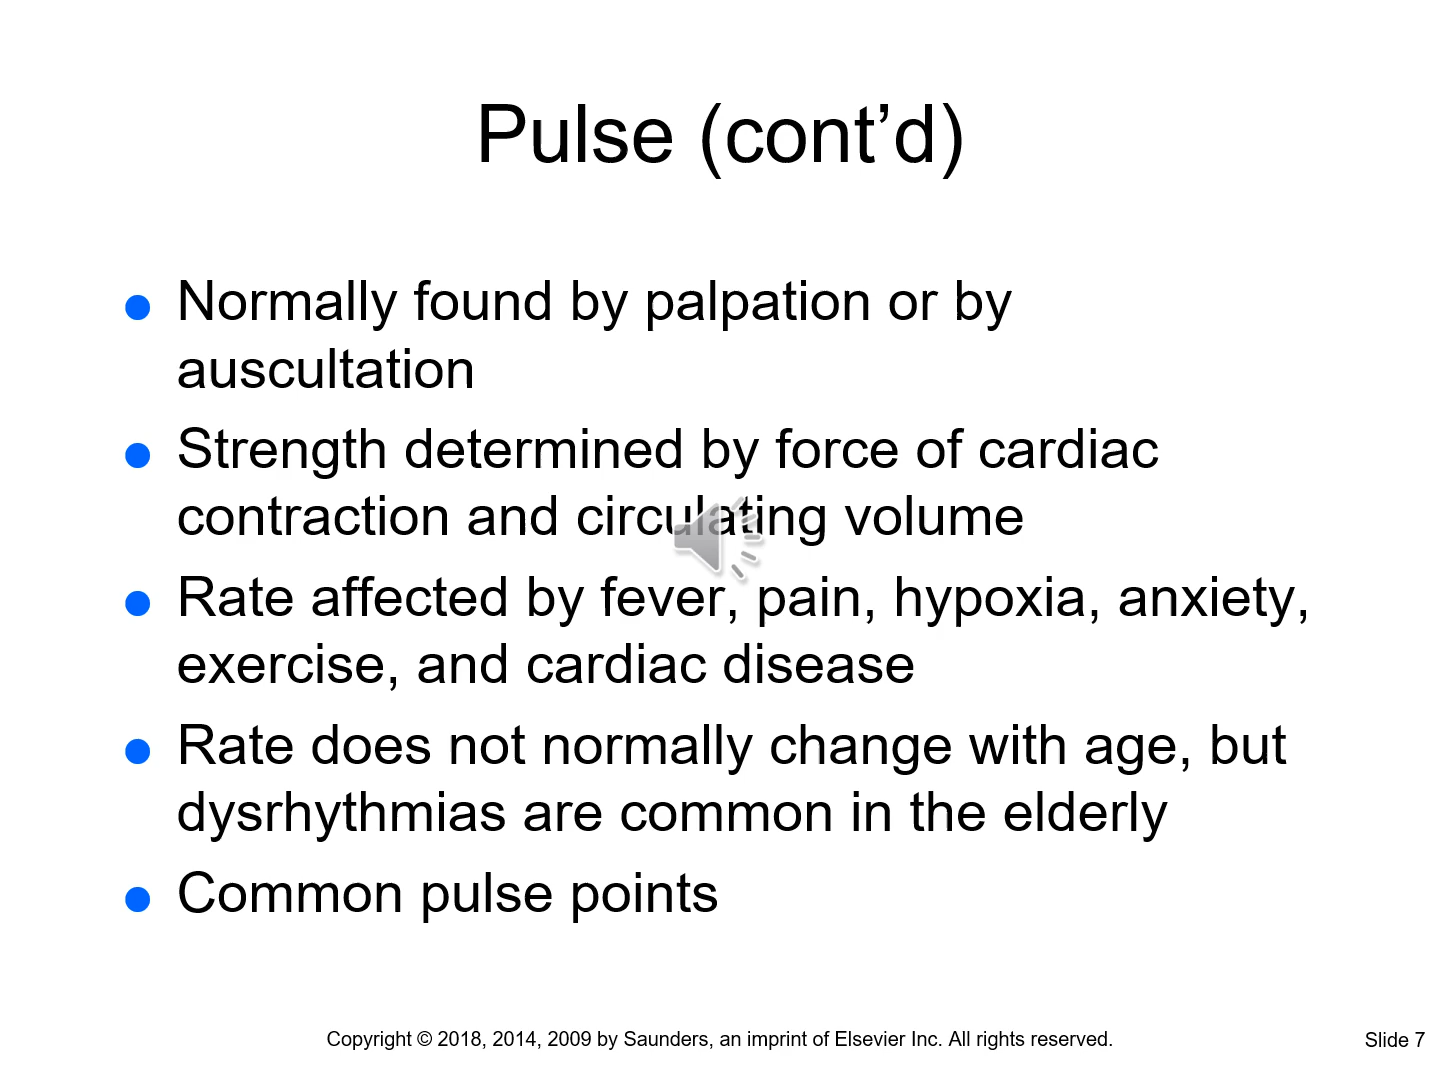 Pulse (cont’d)
Normally found by palpation or by
auscultation
Strength determined by force of cardiac
contraction and circulating volume
Rate affected by fever, pain, hypoxia, anxiety,
exercise, and cardiac disease
Rate does not normally change with age, but
dysrhythmias are common in the elderly
Common pulse points
Copyright © 2018, 2014, 2009 by Saunders, an imprint of Elsevier Inc. All rights reserved.
Slide 7